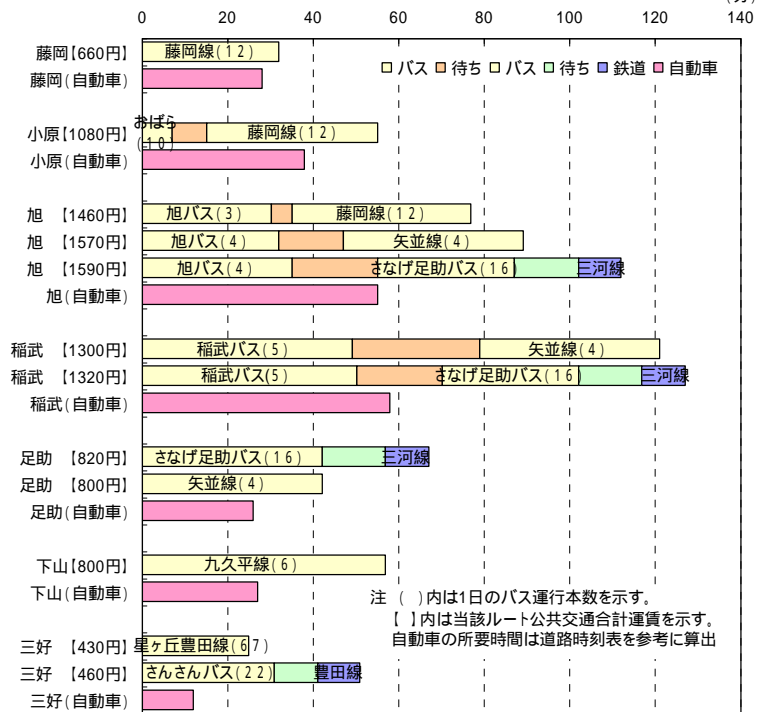 (分)
0 20 40 60 80 100 120 140
バス 待ち バス 待ち 鉄道 自動車
藤岡【660円】 藤岡線(12)
藤岡(自動車)
小原【1080円】 おばら(10) 藤岡線(12)
小原(自動車)
旭 【1460円】 旭バス(3) 藤岡線(12)
旭 【1570円】 旭バス(4) 矢並線(4)
旭 【1590円】 旭バス(4) さなげ足助バス(16) 三河線
旭(自動車)
稲武 【1300円】 稲武バス(5) 矢並線(4)
稲武 【1320円】 稲武バス(5) さなげ足助バス(16) 三河線
稲武(自動車)
足助 【820円】 さなげ足助バス(16) 三河線
足助 【800円】 矢並線(4)
足助(自動車)
下山【800円】 九久平線(6)
下山(自動車)
注 ( )内は1日のバス運行本数を示す。
【 】内は当該ルート公共交通合計運賃を示す。
自動車の所要時間は道路時刻表を参考に算出
三好 【430円】 星ヶ丘豊田線(67)
三好 【460円】 さんさんバス(22) 豊田線
三好(自動車)